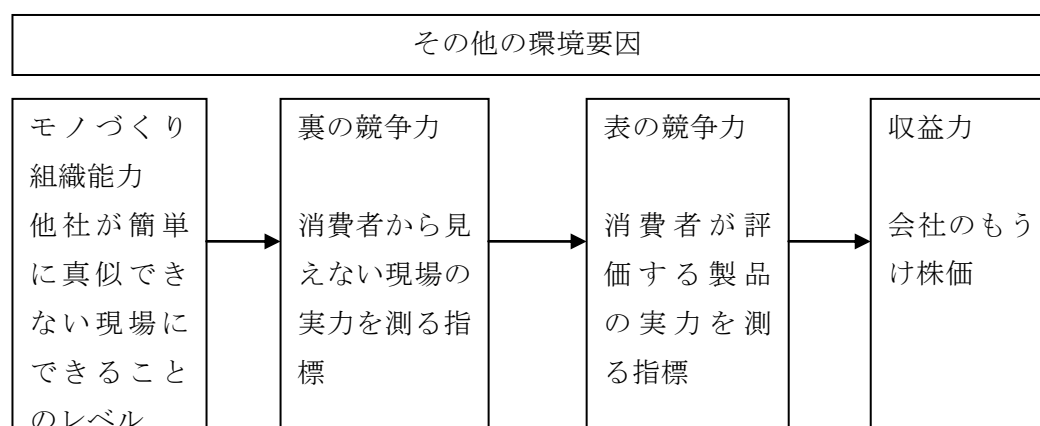 その他の環境要因
モノづくり
組織能力
他社が簡単
に真似でき
ない現場に
できること
のレベル
裏の競争力
消費者から見
えない現場の
実力を測る指
標
表の競争力
消費者が評
価する製品
の実力を測
る指標
収益力
会社のもう
け株価